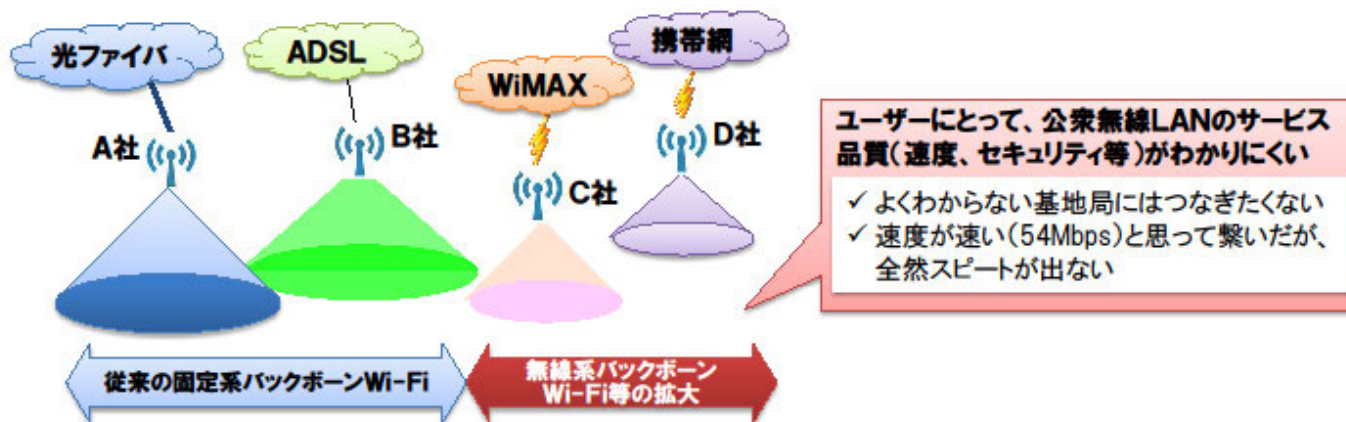 光ファイバ
ADSL
WiMAX
携帯網
A社
B社
C社
D社
ユーザーにとって、公衆無線LANのサービス
品質(速度、セキュリティ等)がわかりにくい
✓ よくわからない基地局にはつなぎたくない
✓ 速度が速い(54Mbps)と思って繋いだが、
全然スピートが出ない
従来の固定系バックボーンWi-Fi
無線系バックボーン
Wi-Fi等の拡大